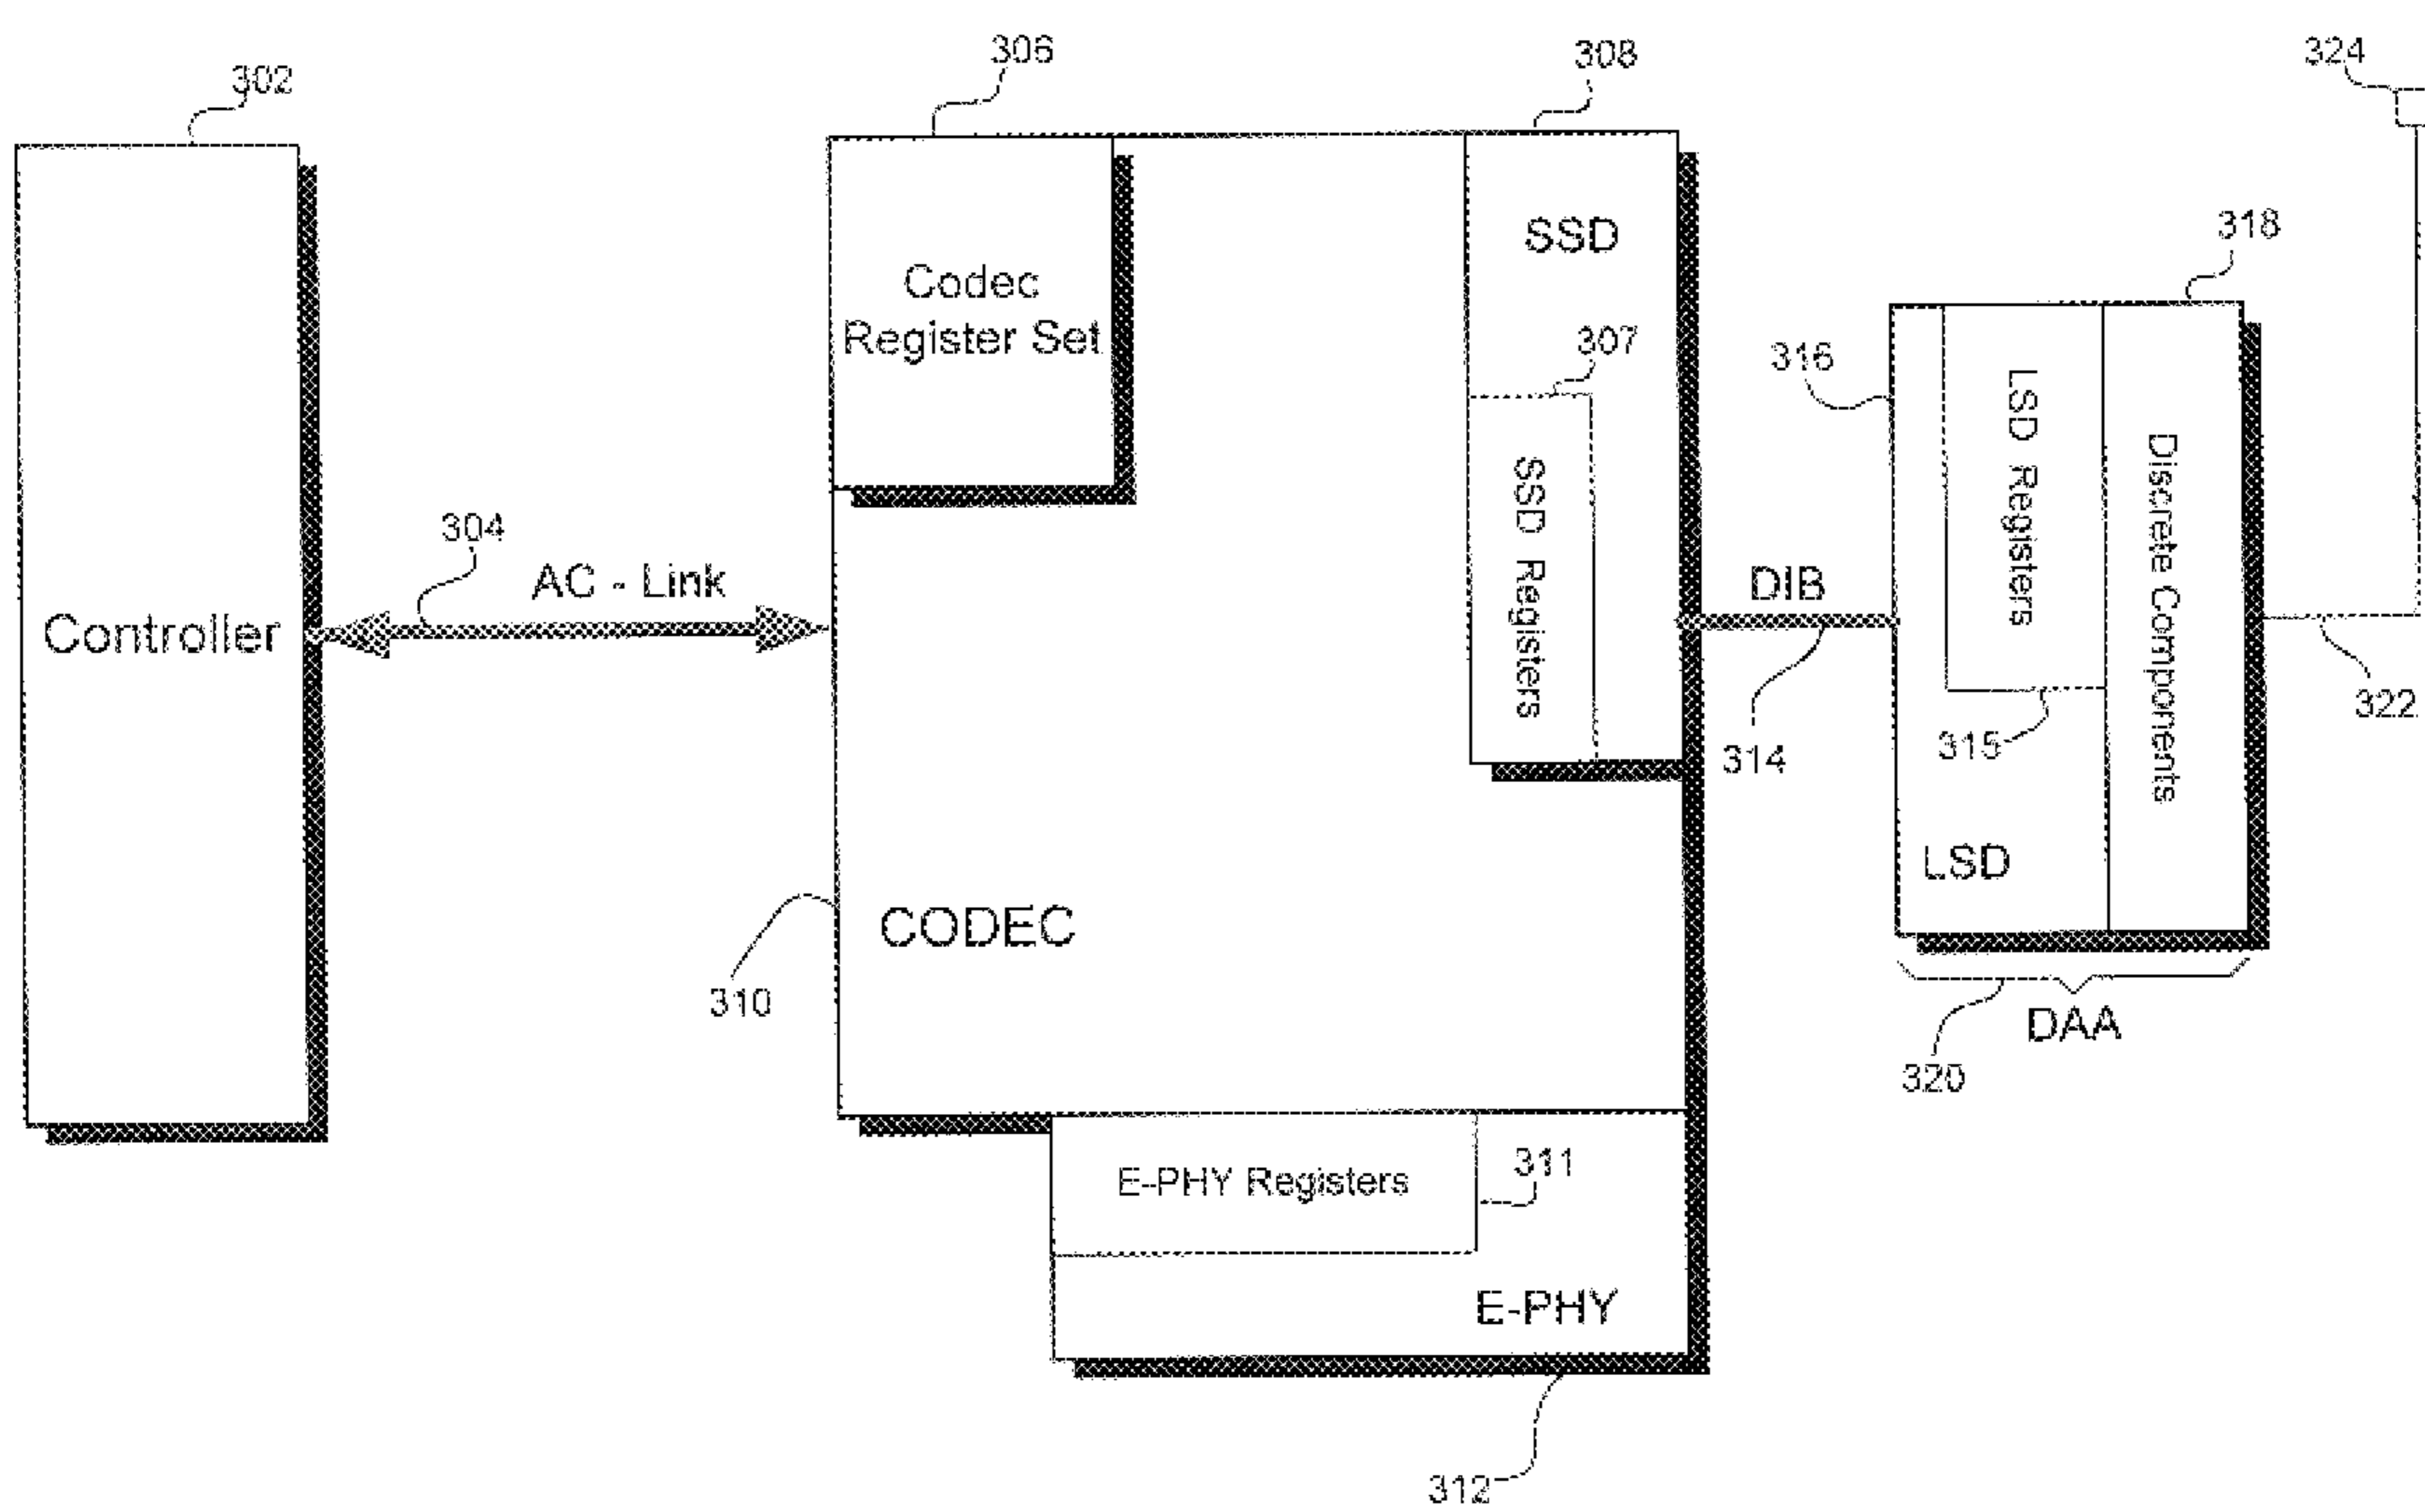 306
308
324
302
318
SSD
Codec
Register Set
307
316
LSD Registers
Discrete Components
SSD Registers
304
AC - Link
DIB
Controller
322
315
314
LSD
CODEC
310
DAA
320
E-PHY Registers
311
E-PHY
312